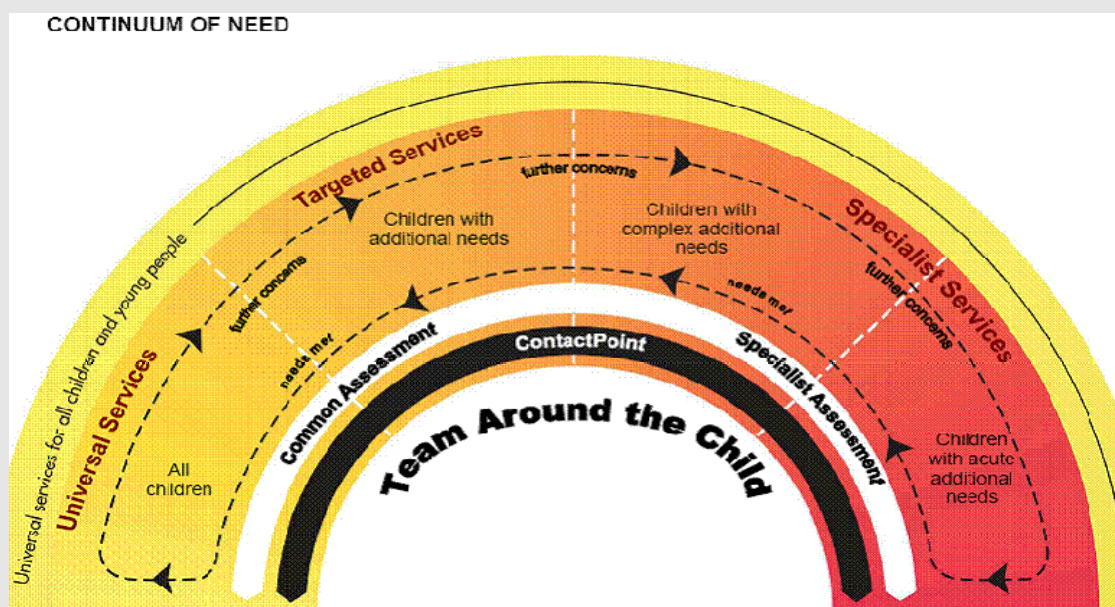 CONTINUUM OF NEED
Universal services for all children and young people
Universal Services
Targeted Services
Specialist Services
further concerns
further concerns
further concerns
All
children
Children with
additional needs
Children with
complex additional
needs
Children
with acute
additional
needs
needs met
needs met
Common Assessment
Specialist Assessment
ContactPoint
Team Around the Child